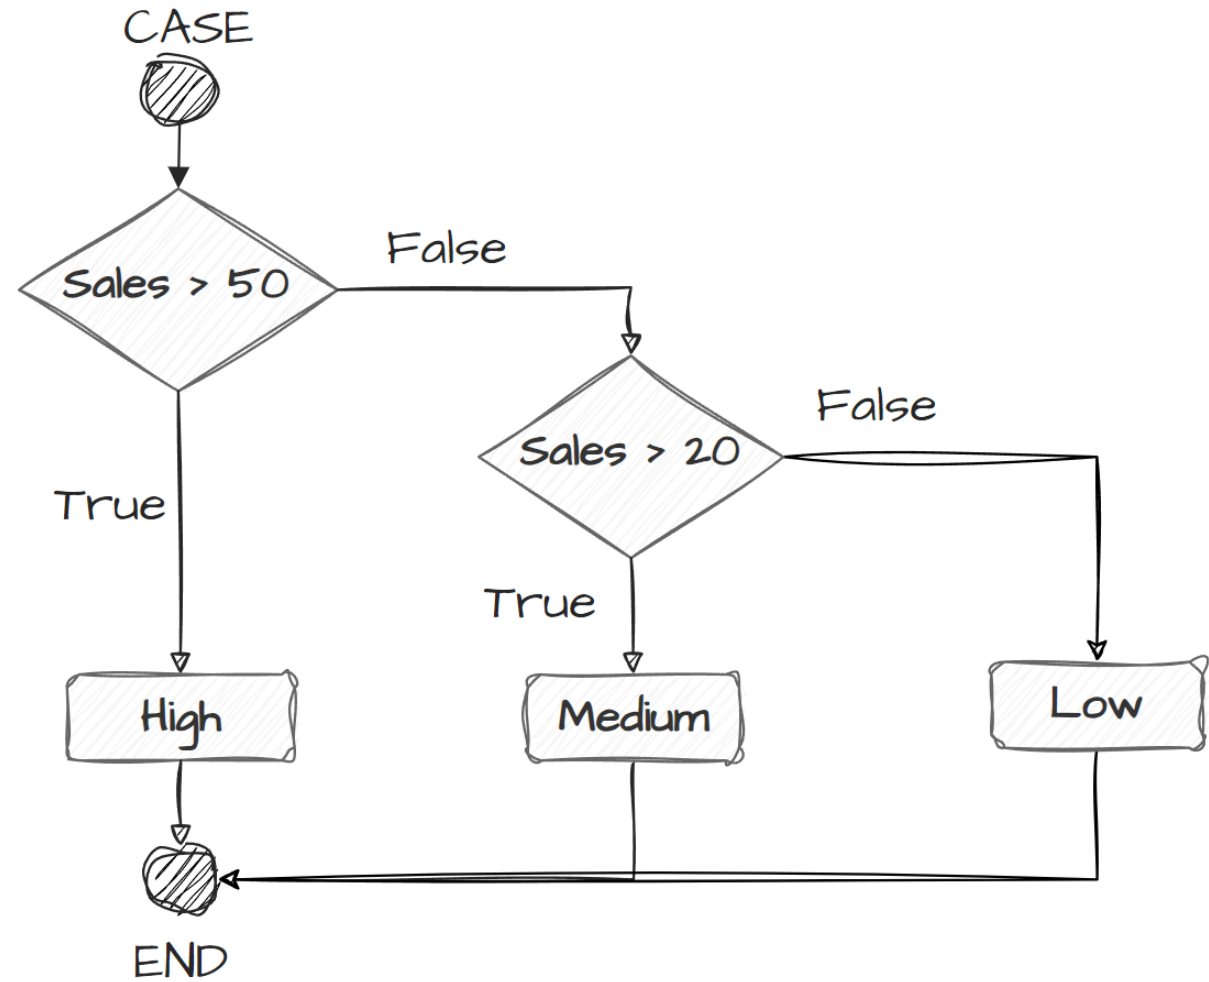 CASE
Sales > 50
False
Sales > 20
False
True
True
High
Medium
Low
END